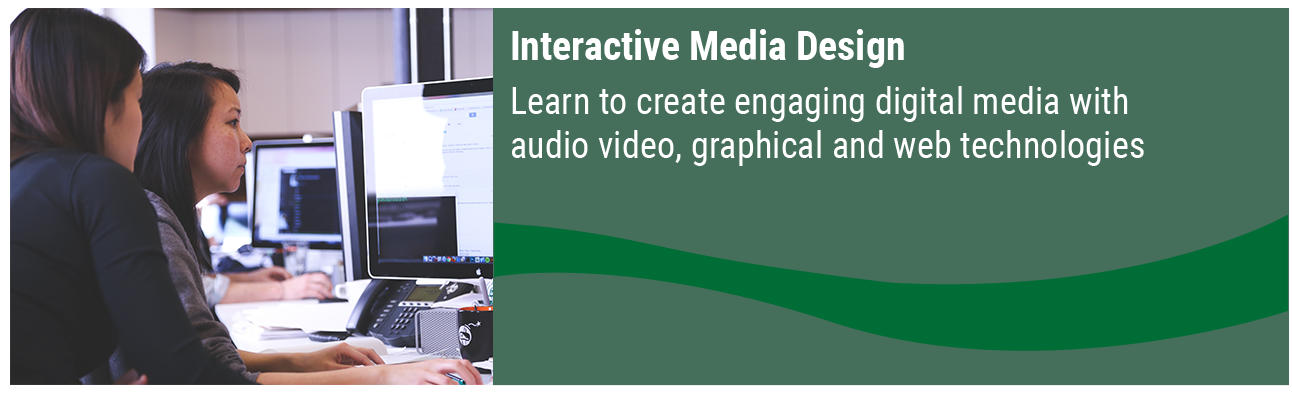 Interactive Media Design
Learn to create engaging digital media with
audio video, graphical and web technologies